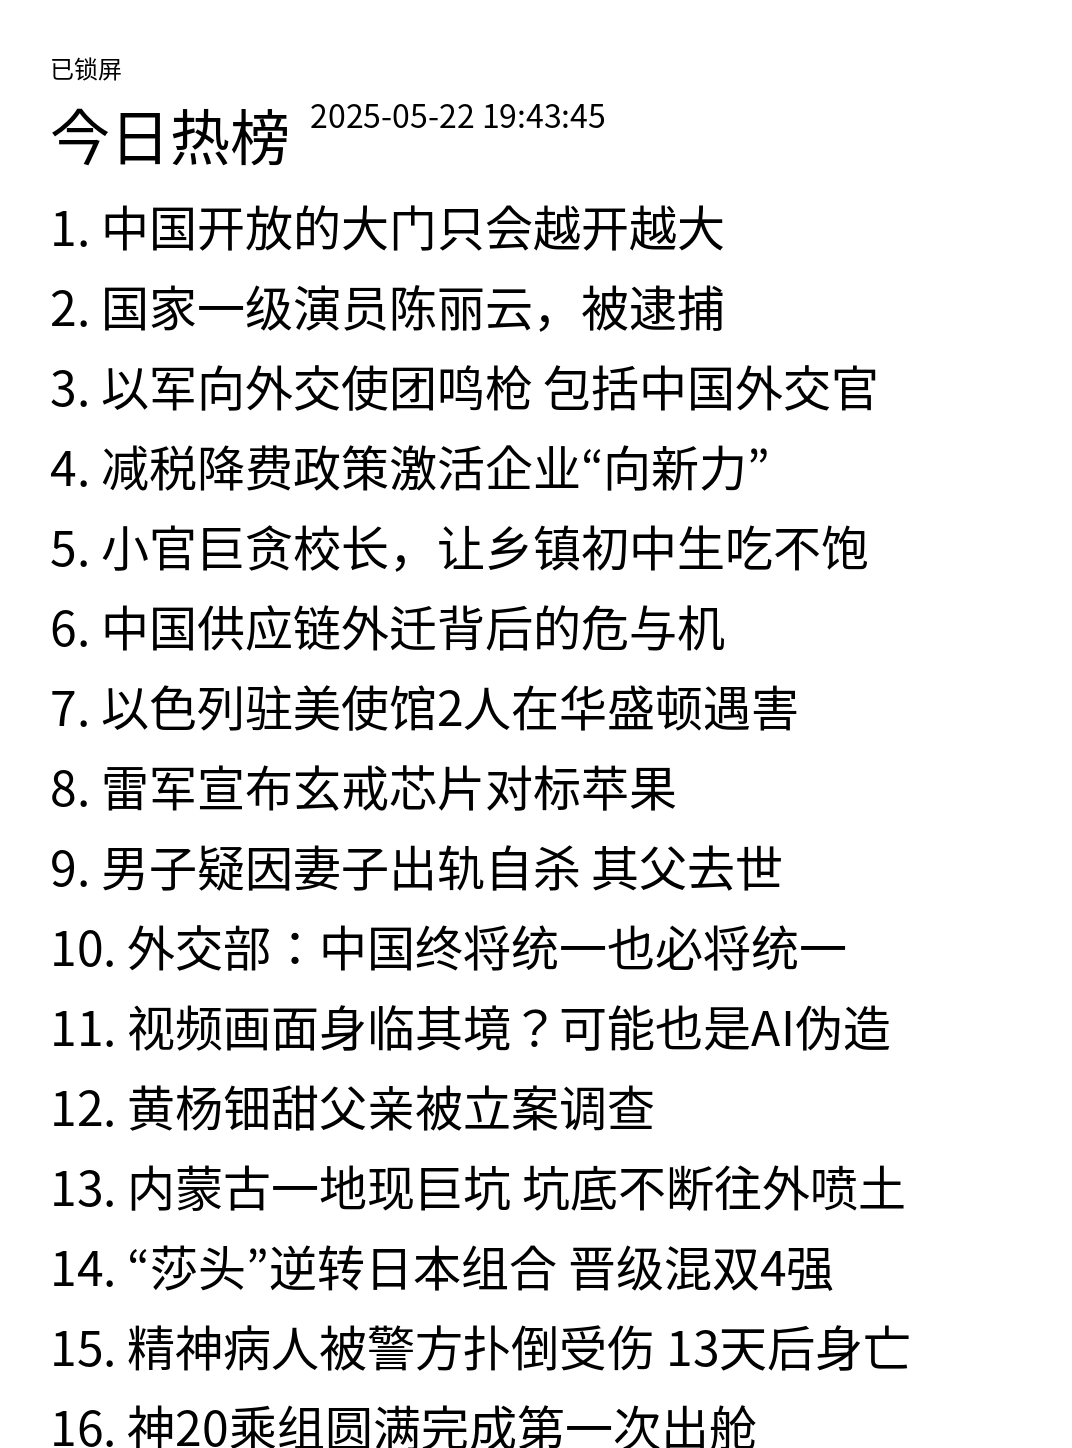 已锁屏
今日热榜 2025-05-22 19:43:45
1. 中国开放的大门只会越开越大
2. 国家一级演员陈丽云，被逮捕
3. 以军向外交使团鸣枪 包括中国外交官
4. 减税降费政策激活企业“向新力”
5. 小官巨贪校长，让乡镇初中生吃不饱
6. 中国供应链外迁背后的危与机
7. 以色列驻美使馆2人在华盛顿遇害
8. 雷军宣布玄戒芯片对标苹果
9. 男子疑因妻子出轨自杀 其父去世
10. 外交部：中国终将统一也必将统一
11. 视频画面身临其境？可能也是AI伪造
12. 黄杨钿甜父亲被立案调查
13. 内蒙古一地现巨坑 坑底不断往外喷土
14. “莎头”逆转日本组合 晋级混双4强
15. 精神病人被警方扑倒受伤 13天后身亡
16. 神20乘组圆满完成第一次出舱